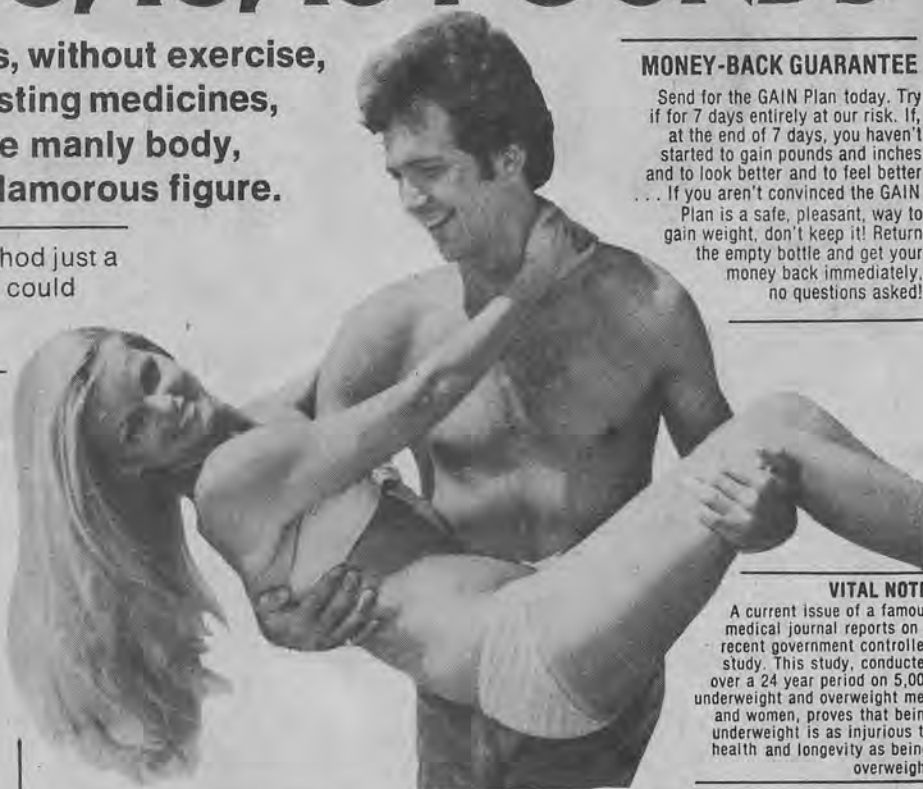 POUNDS
s, without exercise,
sting medicines,
e manly body,
lamorous figure.
hod just a
could
MONEY-BACK GUARANTEE
Send for the GAIN Plan today. Try
if for 7 days entirely at our risk. If,
at the end of 7 days, you haven't
started to gain pounds and inches
and to look better and to feel better
. . . If you aren't convinced the GAIN
Plan is a safe, pleasant, way to
gain weight, don't keep it! Return
the empty bottle and get your
money back immediately,
no questions asked!
VITAL NOT
A current issue of a famou
medical journal reports on
recent government controlle
study. This study, conducte
over a 24 year period on 5,00
underweight and overweight me
and women, proves that bein
underweight is as injurious t
health and longevity as bein
overweigh